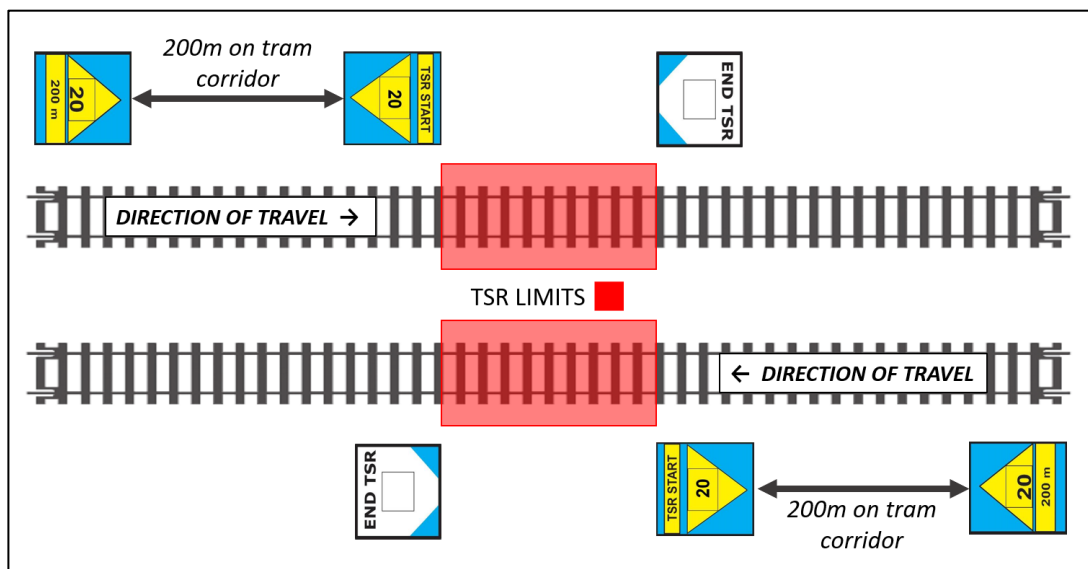 200 m
20
200m on tram
corridor
20
TSR START
END TSR
DIRECTION OF TRAVEL →
TSR LIMITS
← DIRECTION OF TRAVEL
END TSR
TSR START
20
200m on tram
corridor
20
200 m